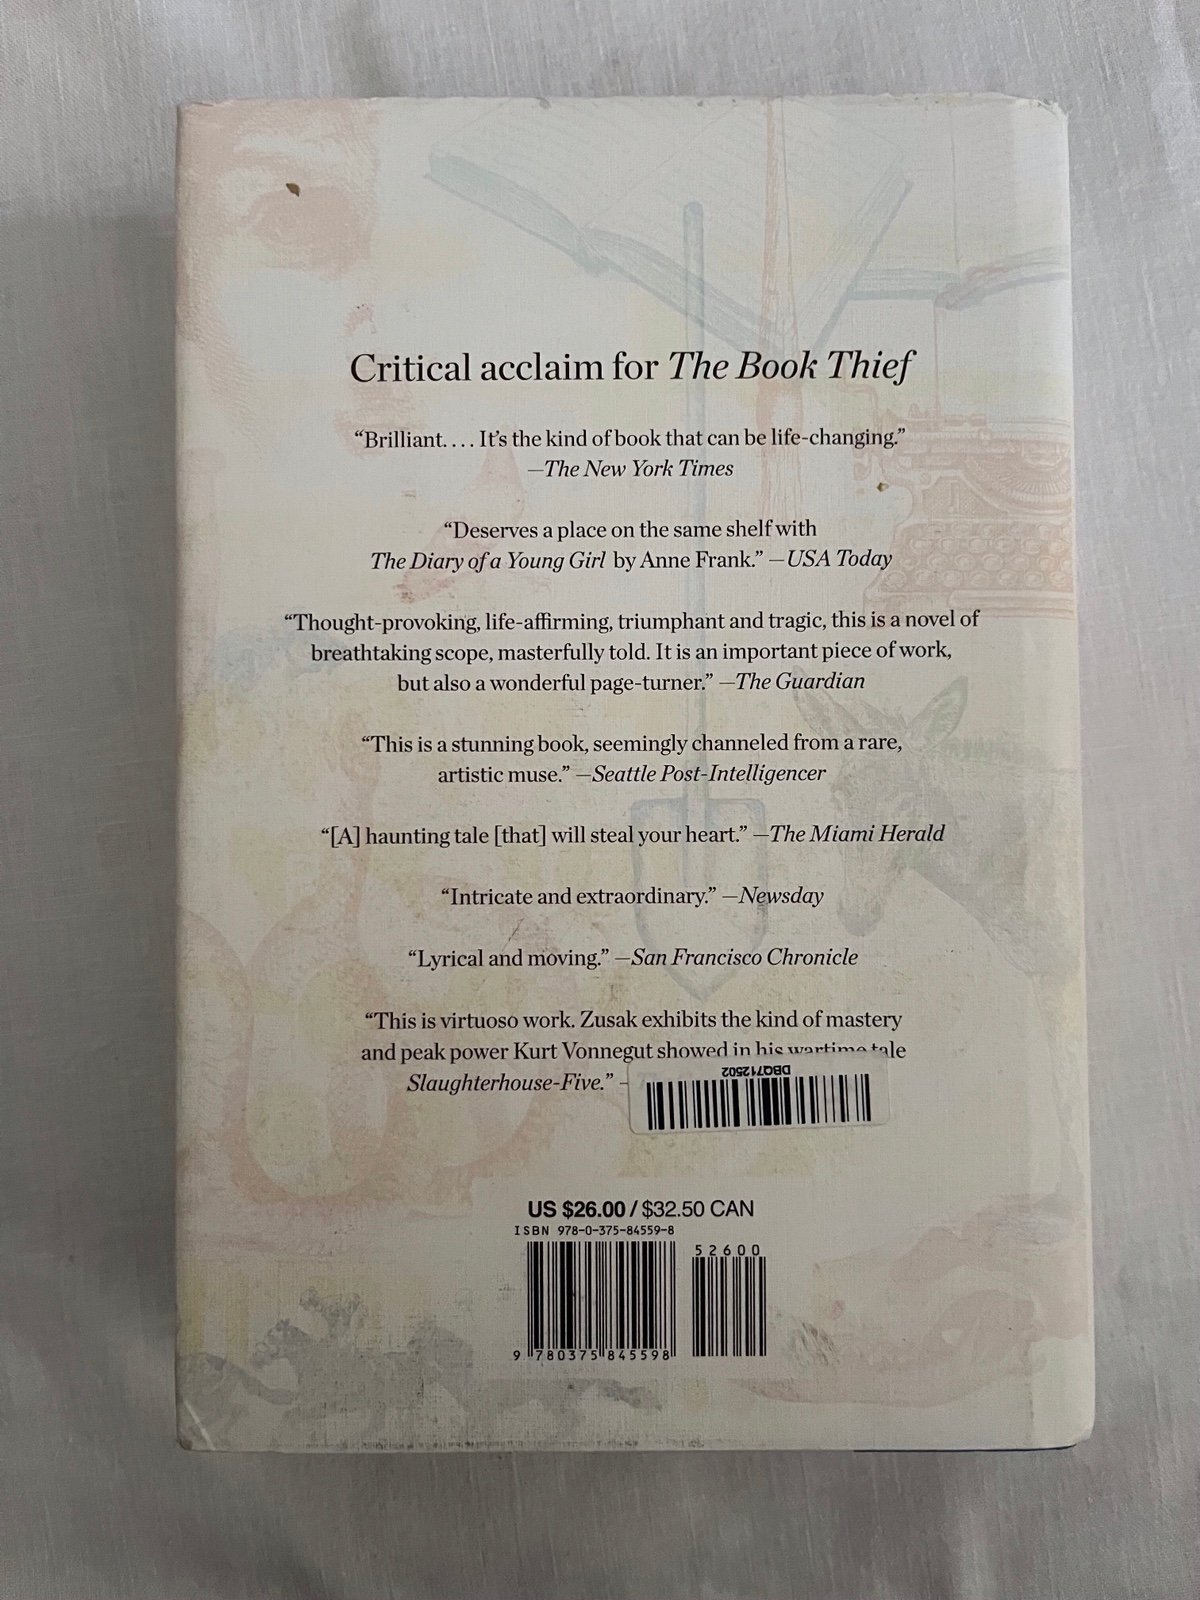 Critical acclaim for The Book Thief
“Brilliant. . . . It’s the kind of book that can be life-changing.”
—The New York Times
“Deserves a place on the same shelf with
The Diary of a Young Girl by Anne Frank.” —USA Today
“Thought-provoking, life-affirming, triumphant and tragic, this is a novel of
breathtaking scope, masterfully told. It is an important piece of work,
but also a wonderful page-turner.” —The Guardian
“This is a stunning book, seemingly channeled from a rare,
artistic muse.” —Seattle Post-Intelligencer
“[A] haunting tale [that] will steal your heart.” —The Miami Herald
“Intricate and extraordinary.” —Newsday
“Lyrical and moving.” —San Francisco Chronicle
“This is virtuoso work. Zusak exhibits the kind of mastery
and peak power Kurt Vonnegut showed in his wartime tale
Slaughterhouse-Five.” —
DBQ712502
US $26.00 / $32.50 CAN
ISBN 978-0-375-84559-8
52600
9 780375 845598